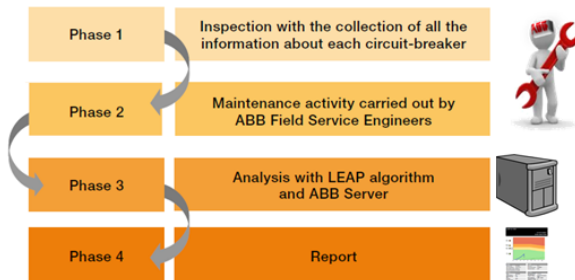 Phase 1
Inspection with the collection of all the
information about each circuit-breaker
ABB
Phase 2
Maintenance activity carried out by
ABB Field Service Engineers
Phase 3
Analysis with LEAP algorithm
and ABB Server
Phase 4
Report